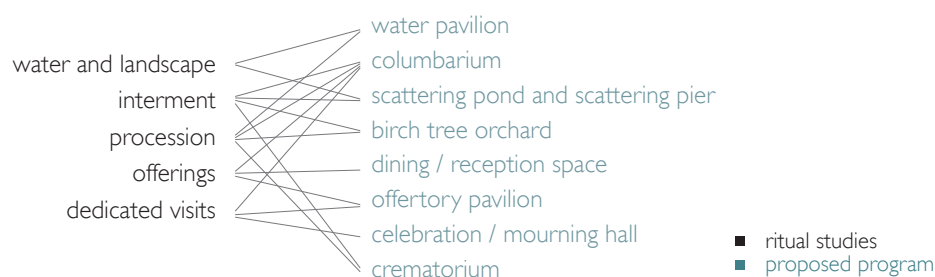 water and landscape
interment
procession
offerings
dedicated visits
water pavilion
columbarium
scattering pond and scattering pier
birch tree orchard
dining / reception space
offertory pavilion
celebration / mourning hall
crematorium
ritual studies
proposed program